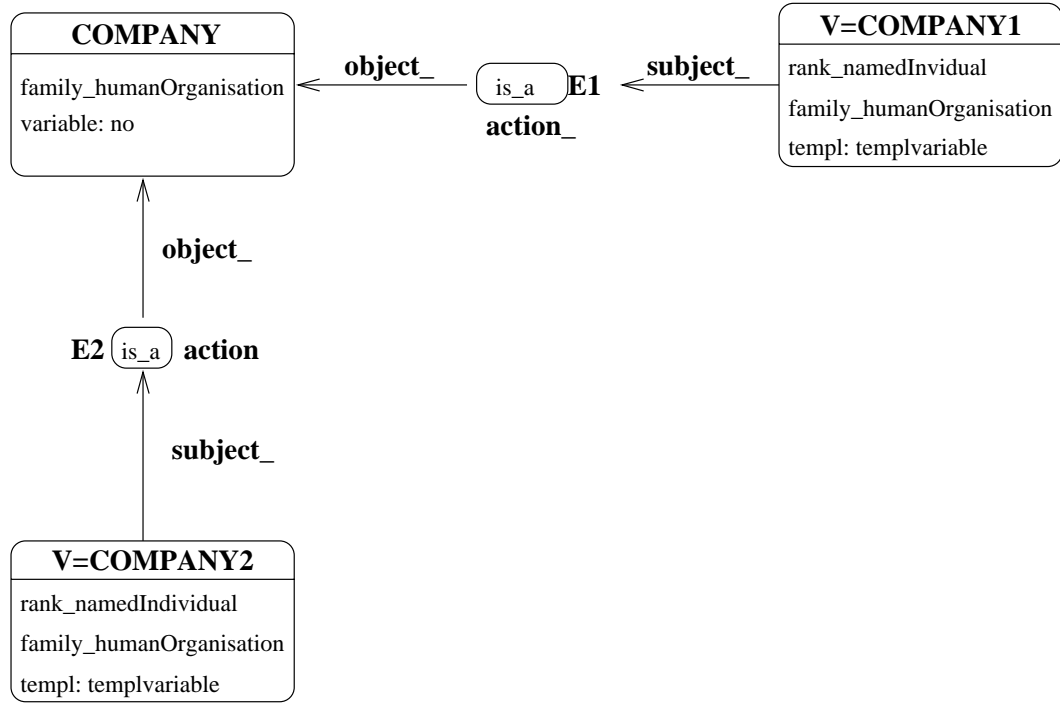 COMPANY
family_humanOrganisation
variable: no
object_
is_a
E1
action_
subject_
V=COMPANY1
rank_namedInvidual
family_humanOrganisation
templ: templvariable
object_
E2
is_a
action
subject_
V=COMPANY2
rank_namedIndividual
family_humanOrganisation
templ: templvariable